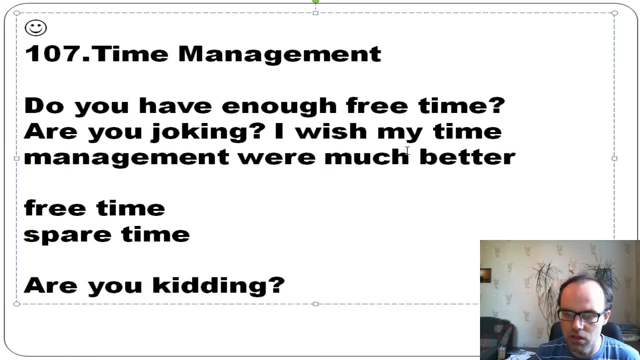 107.Time Management
Do you have enough free time?
Are you joking? I wish my time
management were much better
free time
spare time
Are you kidding?